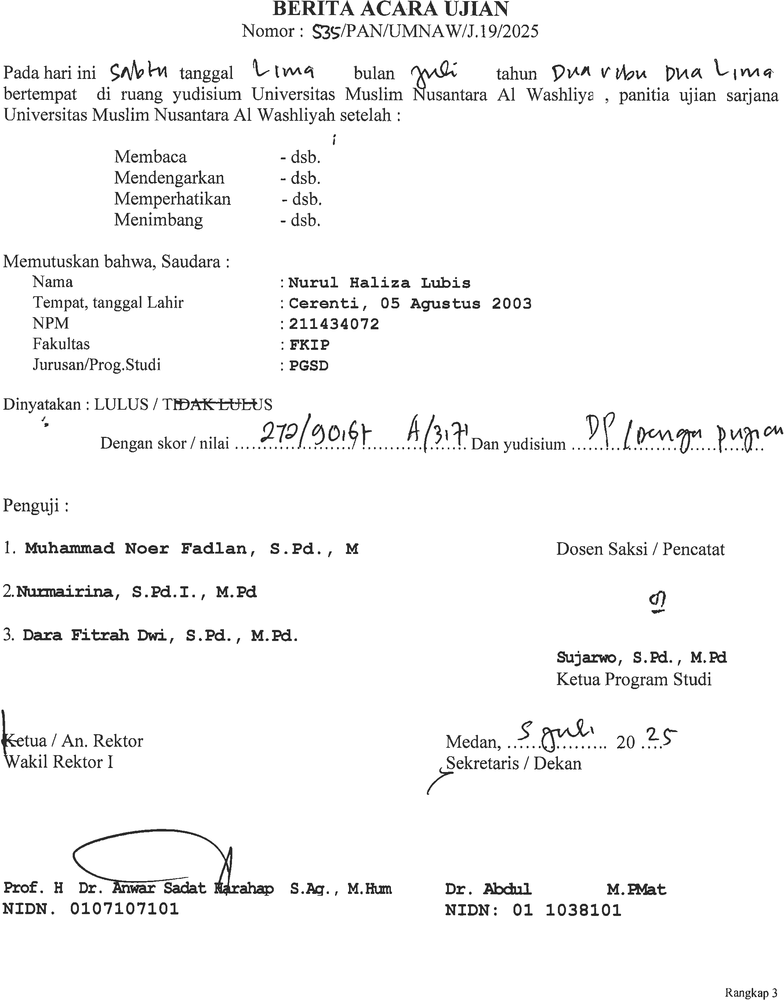 BERITA ACARA UJIAN
Nomor : 535/PAN/UMNAW/J.19/2025
Pada hari ini Sabtu tanggal Lima bulan Juli tahun Dua ribu Dua Lima
bertempat di ruang yudisium Universitas Muslim Nusantara Al Washliya , panitia ujian sarjana
Universitas Muslim Nusantara Al Washliyah setelah :
Membaca - dsb.
Mendengarkan - dsb.
Memperhatikan - dsb.
Menimbang - dsb.
Memutuskan bahwa, Saudara :
Nama : Nurul Haliza Lubis
Tempat, tanggal Lahir : Cerenti, 05 Agustus 2003
NPM : 211434072
Fakultas : FKIP
Jurusan/Prog.Studi : PGSD
Dinyatakan : LULUS / TIDAK LULUS
Dengan skor / nilai 272/90,67 A/3,71 Dan yudisium DP / Dengan pujian
Penguji :
1. Muhammad Noer Fadlan, S.Pd., M Dosen Saksi / Pencatat
2.Nurmairina, S.Pd.I., M.Pd
3. Dara Fitrah Dwi, S.Pd., M.Pd.
Sujarwo, S.Pd., M.Pd
Ketua Program Studi
Ketua / An. Rektor Medan, 5 Juli 20 25
Wakil Rektor I Sekretaris / Dekan
Prof. H Dr. Anwar Sadat Harahap S.Ag., M.Hum Dr. Abdul M.PMat
NIDN. 0107107101 NIDN: 01 1038101
Rangkap 3